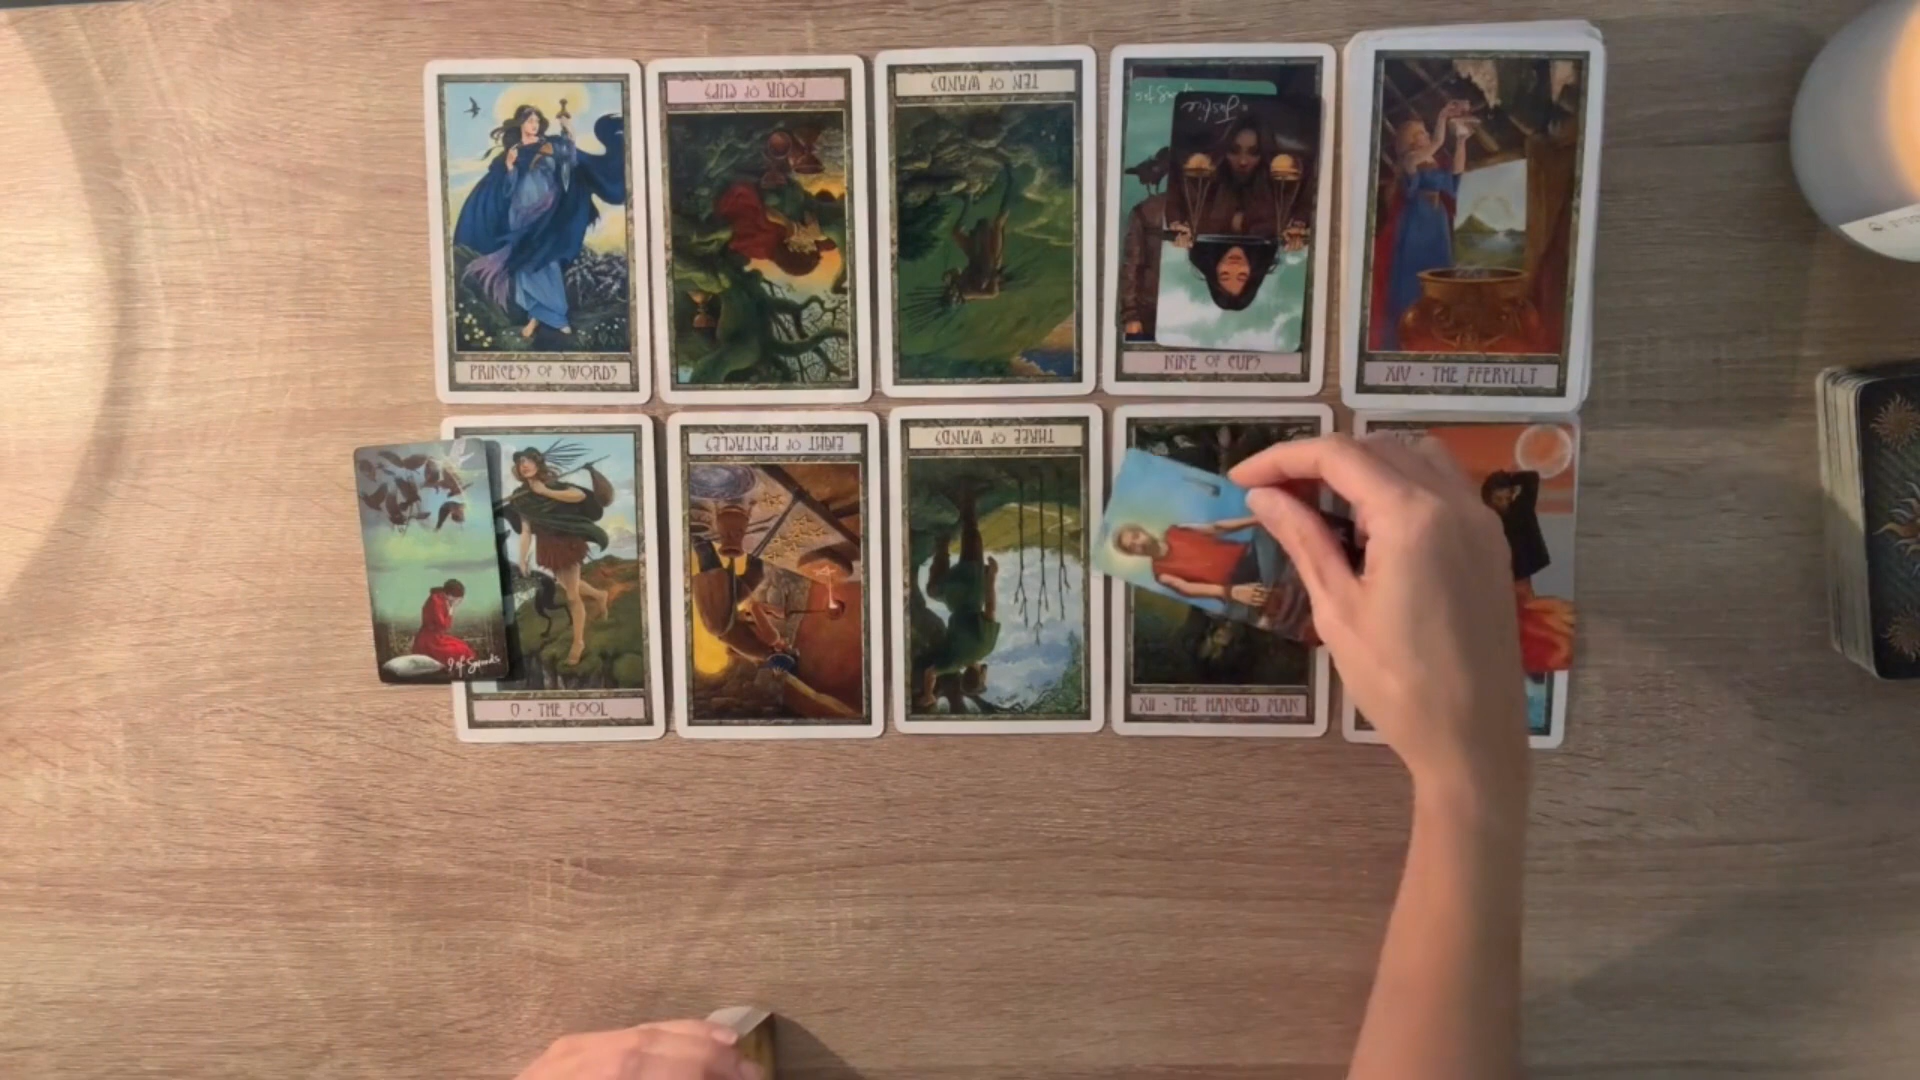 PRINCESS OF SWORDS
FOUR OF CUPS
TEN OF WANDS
Justice
NINE OF CUPS
XIV · THE FFERYLLT
9 of Swords
0 · THE FOOL
EIGHT OF PENTACLES
THREE OF WANDS
XII · THE HANGED MAN